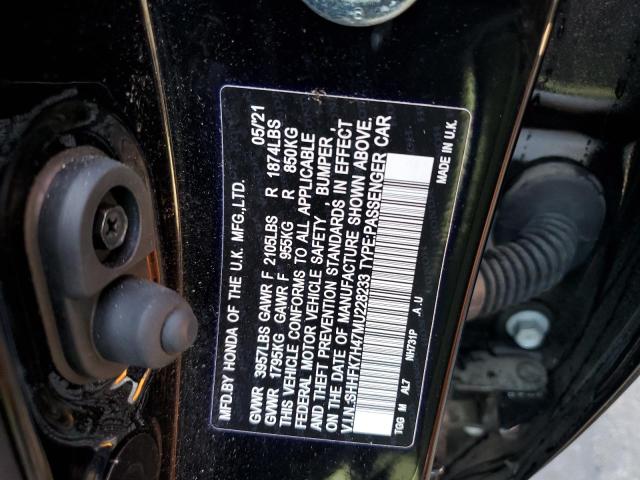 MFD.BY HONDA OF THE U.K. MFG.,LTD. 05/21
GVWR 3957LBS GAWR F 2105LBS R 1874LBS
GVWR 1795KG GAWR F 955KG R 850KG
THIS VEHICLE CONFORMS TO ALL APPLICABLE
FEDERAL MOTOR VEHICLE SAFETY , BUMPER ,
AND THEFT PREVENTION STANDARDS IN EFFECT
ON THE DATE OF MANUFACTURE SHOWN ABOVE.
V.I.N.:SHHFK7H47MU228233 TYPE:PASSENGER CAR
TGG M AL7 NH731P .A.U MADE IN U.K.